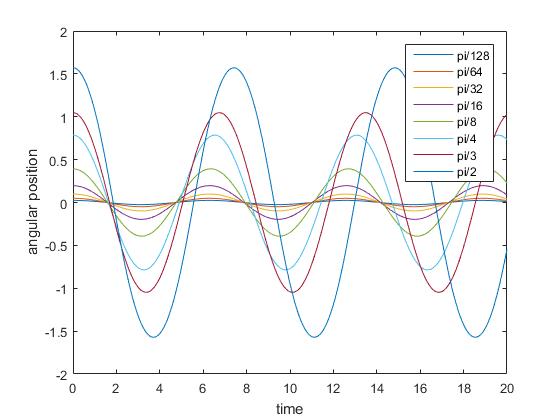 2
1.5
1
0.5
0
-0.5
-1
-1.5
-2
angular position
0 2 4 6 8 10 12 14 16 18 20
time
pi/128
pi/64
pi/32
pi/16
pi/8
pi/4
pi/3
pi/2